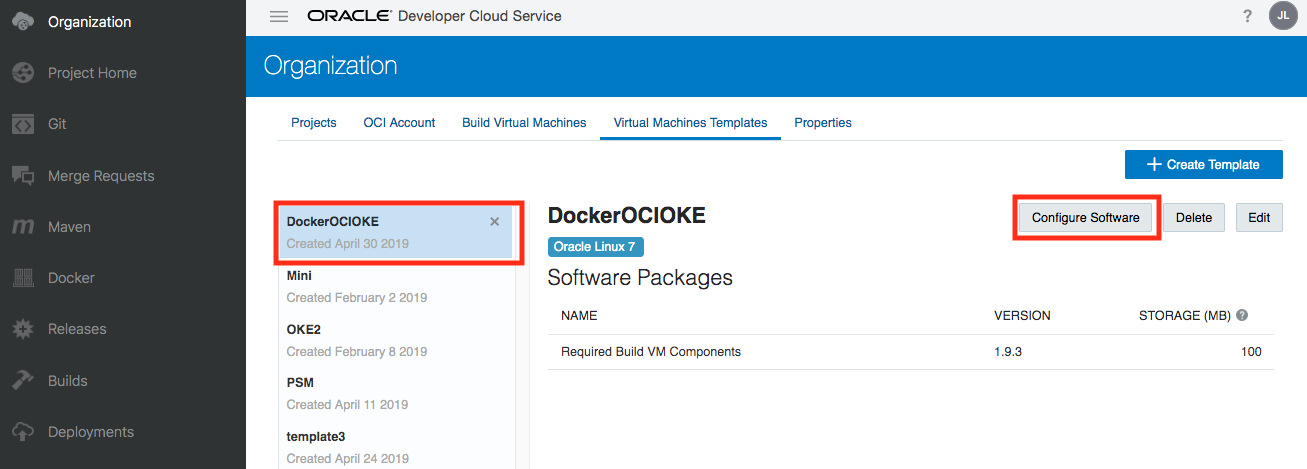 Organization
Project Home
Git
Merge Requests
Maven
Docker
Releases
Builds
Deployments
ORACLE® Developer Cloud Service
? JL
Organization
Projects OCI Account Build Virtual Machines Virtual Machines Templates Properties
+ Create Template
DockerOCIOKE ×
Created April 30 2019
Mini
Created February 2 2019
OKE2
Created February 8 2019
PSM
Created April 11 2019
template3
Created April 24 2019
DockerOCIOKE
Configure Software Delete Edit
Oracle Linux 7
Software Packages
NAME VERSION STORAGE (MB) ?
Required Build VM Components 1.9.3 100